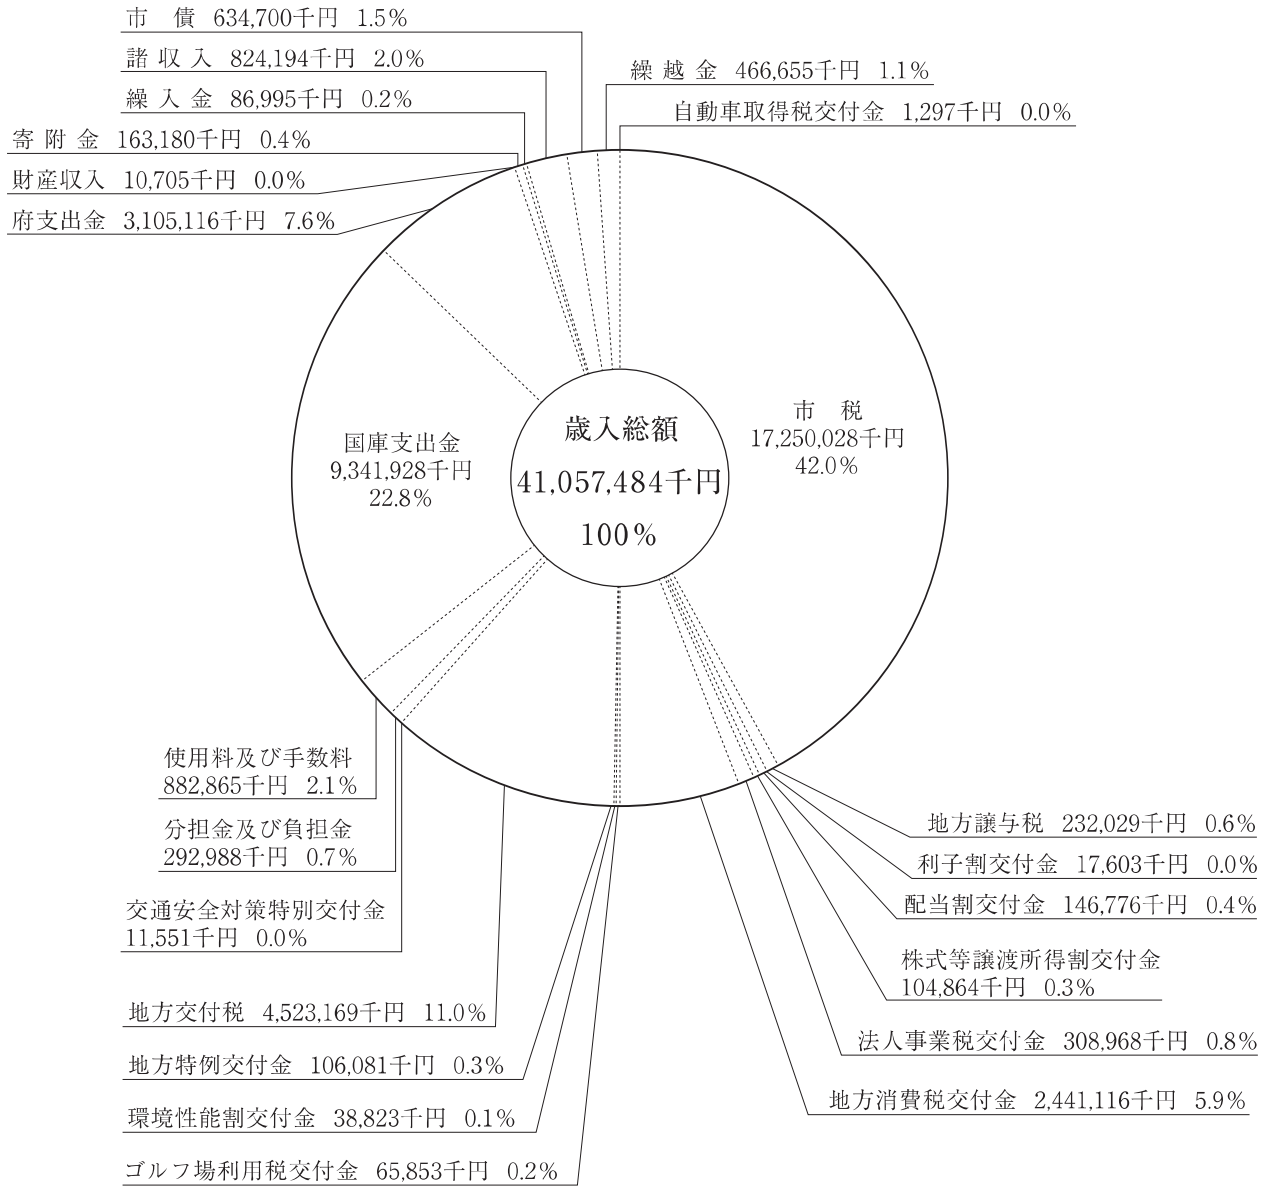 市　債 634,700千円 1.5%
諸 収 入 824,194千円 2.0%
繰 入 金 86,995千円 0.2%
寄 附 金 163,180千円 0.4%
財産収入 10,705千円 0.0%
府支出金 3,105,116千円 7.6%
繰 越 金 466,655千円 1.1%
自動車取得税交付金 1,297千円 0.0%
市　税
17,250,028千円
42.0%
歳入総額
41,057,484千円
100%
国庫支出金
9,341,928千円
22.8%
使用料及び手数料
882,865千円 2.1%
分担金及び負担金
292,988千円 0.7%
交通安全対策特別交付金
11,551千円 0.0%
地方交付税 4,523,169千円 11.0%
地方特例交付金 106,081千円 0.3%
環境性能割交付金 38,823千円 0.1%
ゴルフ場利用税交付金 65,853千円 0.2%
地方譲与税 232,029千円 0.6%
利子割交付金 17,603千円 0.0%
配当割交付金 146,776千円 0.4%
株式等譲渡所得割交付金
104,864千円 0.3%
法人事業税交付金 308,968千円 0.8%
地方消費税交付金 2,441,116千円 5.9%